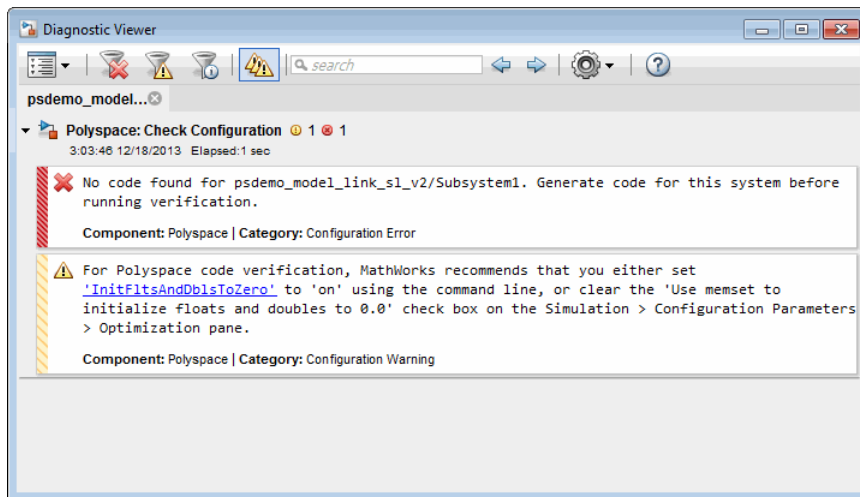 Diagnostic Viewer
search
psdemo_model...
Polyspace: Check Configuration 1 1
3:03:46 12/18/2013 Elapsed:1 sec
No code found for psdemo_model_link_sl_v2/Subsystem1. Generate code for this system before
running verification.
Component: Polyspace | Category: Configuration Error
For Polyspace code verification, MathWorks recommends that you either set
'InitFltsAndDblsToZero' to 'on' using the command line, or clear the 'Use memset to
initialize floats and doubles to 0.0' check box on the Simulation > Configuration Parameters
> Optimization pane.
Component: Polyspace | Category: Configuration Warning